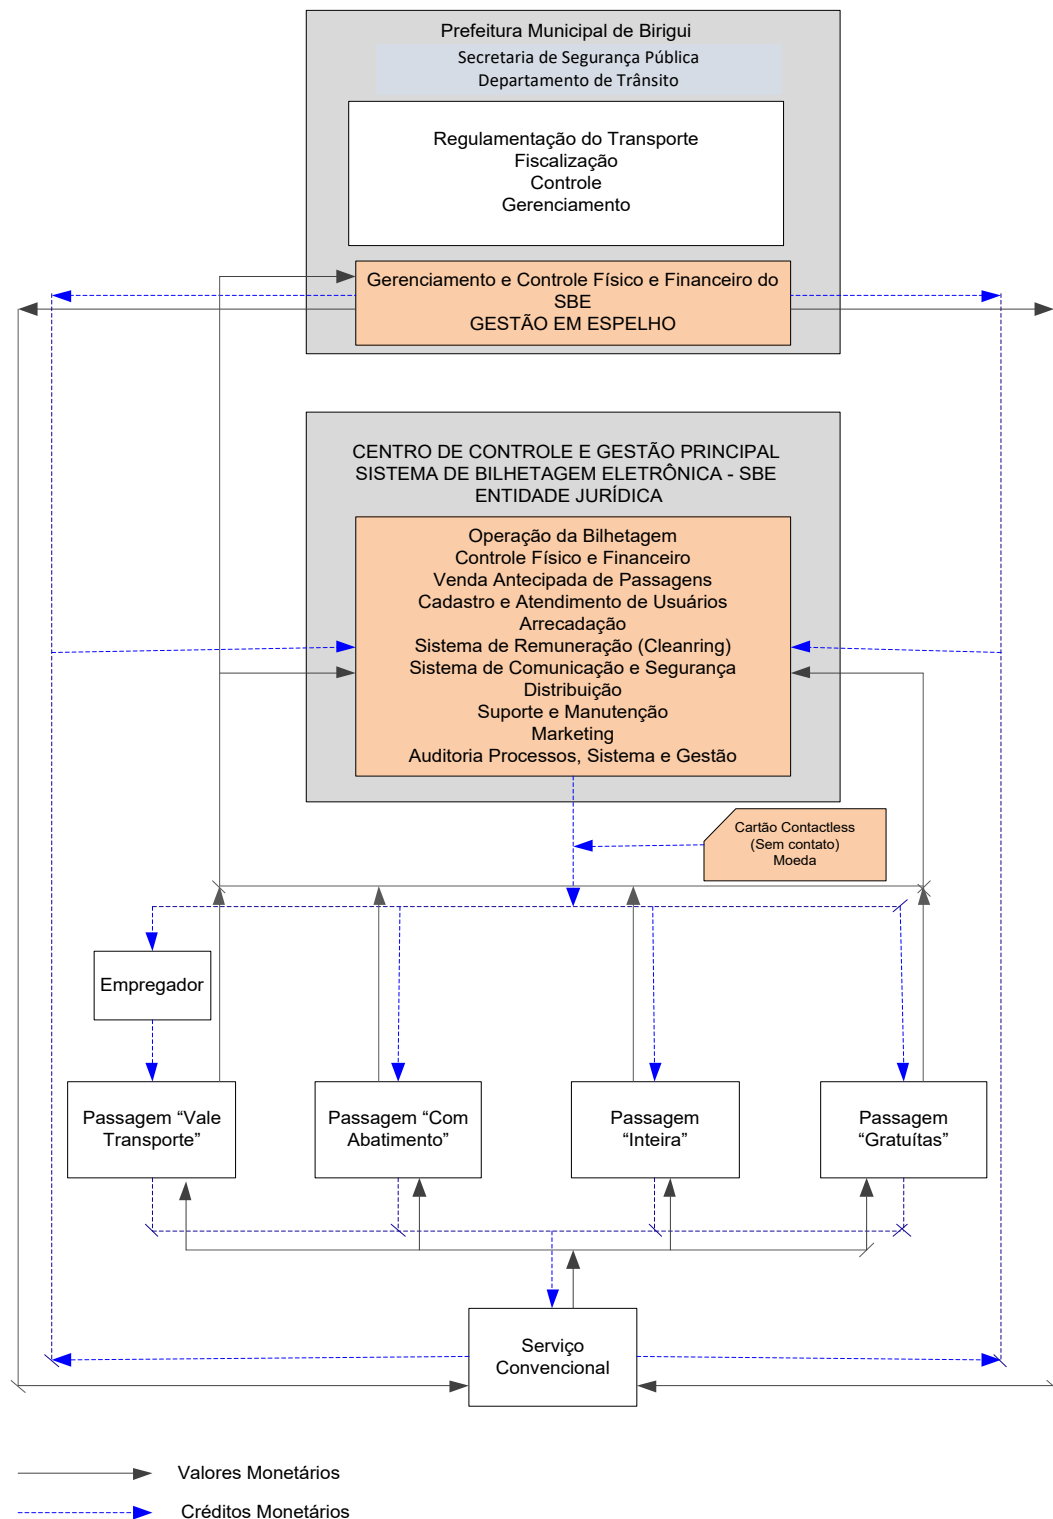 Prefeitura Municipal de Birigui
Secretaria de Segurança Pública
Departamento de Trânsito
Regulamentação do Transporte
Fiscalização
Controle
Gerenciamento
Gerenciamento e Controle Físico e Financeiro do
SBE
GESTÃO EM ESPELHO
CENTRO DE CONTROLE E GESTÃO PRINCIPAL
SISTEMA DE BILHETAGEM ELETRÔNICA - SBE
ENTIDADE JURÍDICA
Operação da Bilhetagem
Controle Físico e Financeiro
Venda Antecipada de Passagens
Cadastro e Atendimento de Usuários
Arrecadação
Sistema de Remuneração (Cleanring)
Sistema de Comunicação e Segurança
Distribuição
Suporte e Manutenção
Marketing
Auditoria Processos, Sistema e Gestão
Cartão Contactless
(Sem contato)
Moeda
Empregador
Passagem “Vale
Transporte”
Passagem “Com
Abatimento”
Passagem
“Inteira”
Passagem
“Gratuítas”
Serviço
Convencional
Valores Monetários
Créditos Monetários